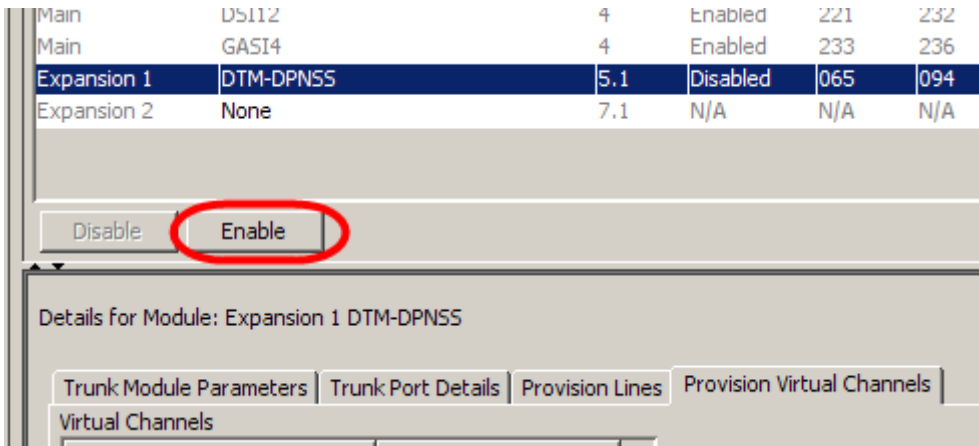 Main DSI12 4 Enabled 221 232
Main GASI4 4 Enabled 233 236
Expansion 1 DTM-DPNSS 5.1 Disabled 065 094
Expansion 2 None 7.1 N/A N/A N/A
Disable Enable
Details for Module: Expansion 1 DTM-DPNSS
Trunk Module Parameters Trunk Port Details Provision Lines Provision Virtual Channels
Virtual Channels